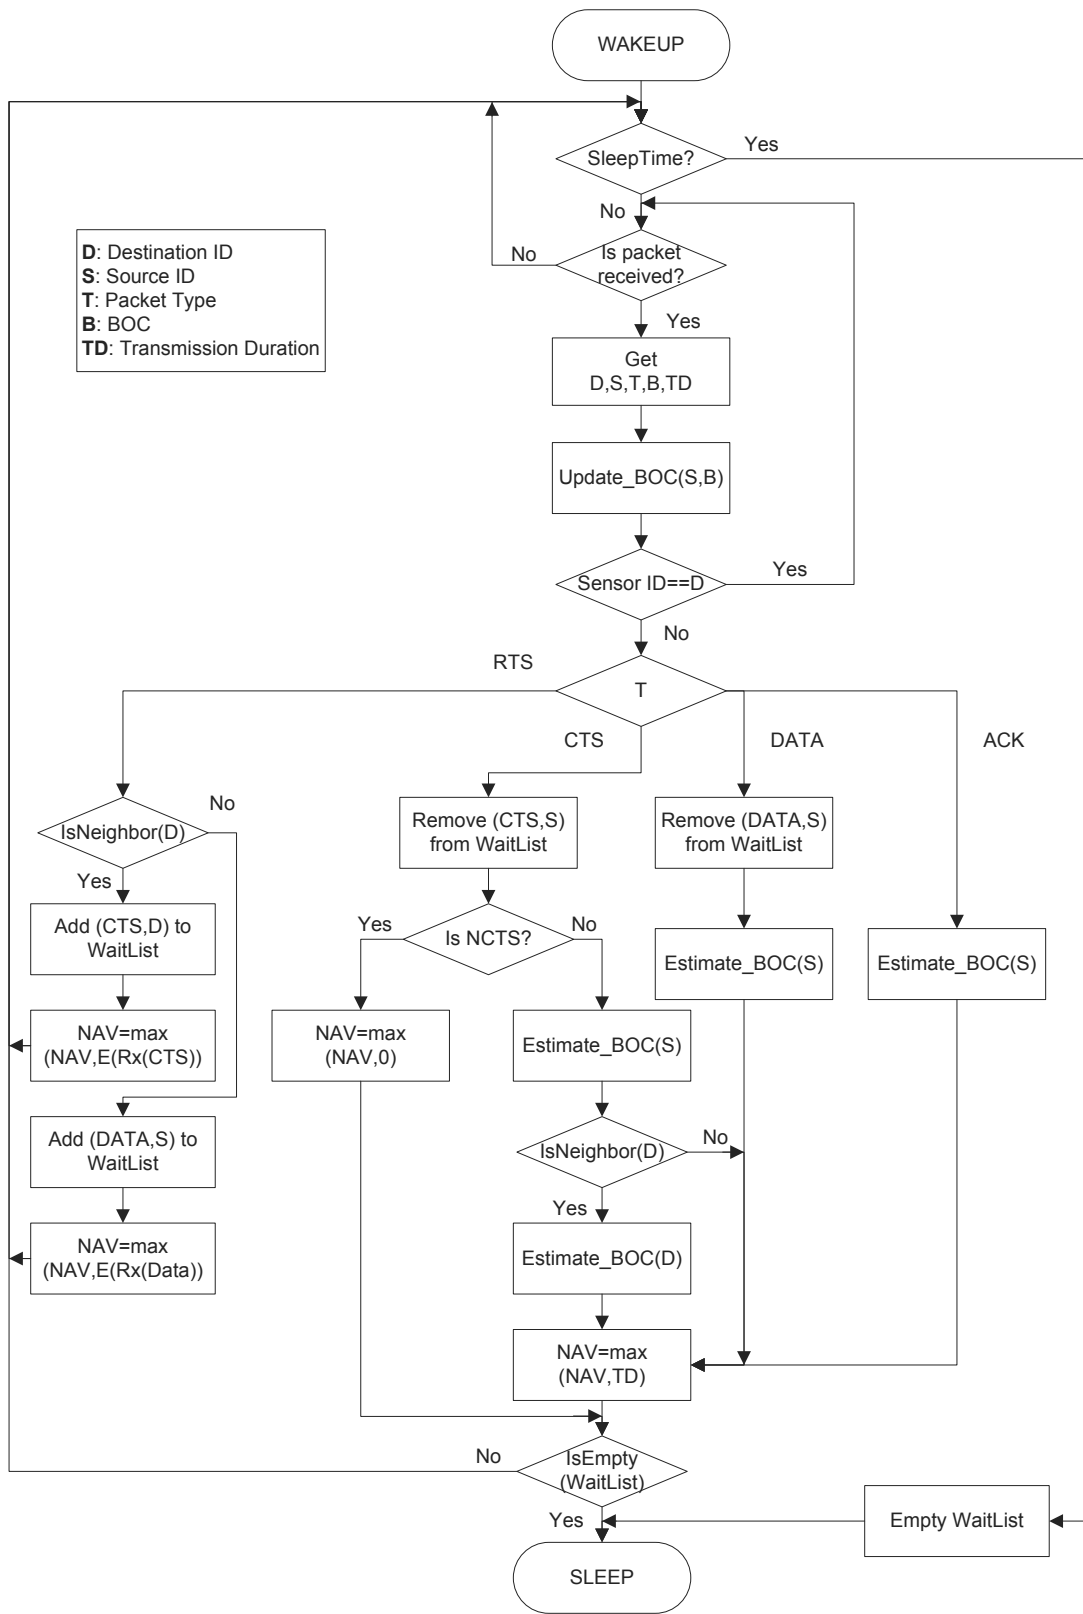 WAKEUP
SleepTime?
Yes
No
D: Destination ID
S: Source ID
T: Packet Type
B: BOC
TD: Transmission Duration
No
Is packet
received?
Yes
Get
D,S,T,B,TD
Update_BOC(S,B)
Sensor ID==D
Yes
No
RTS
T
CTS
DATA
ACK
IsNeighbor(D)
No
Yes
Remove (CTS,S)
from WaitList
Remove (DATA,S)
from WaitList
Add (CTS,D) to
WaitList
Yes
Is NCTS?
No
Estimate_BOC(S)
Estimate_BOC(S)
NAV=max
(NAV,E(Rx(CTS))
NAV=max
(NAV,0)
Estimate_BOC(S)
Add (DATA,S) to
WaitList
IsNeighbor(D)
No
Yes
NAV=max
(NAV,E(Rx(Data))
Estimate_BOC(D)
NAV=max
(NAV,TD)
No
IsEmpty
(WaitList)
Yes
Empty WaitList
SLEEP